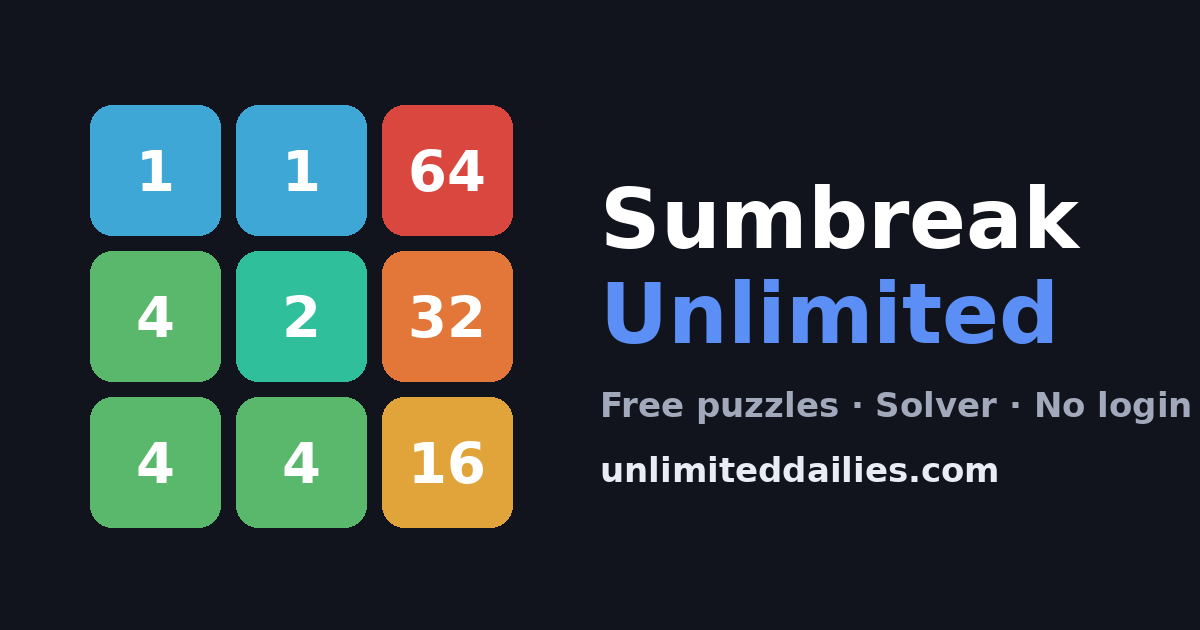 1 1 64
4 2 32
4 4 16
Sumbreak
Unlimited
Free puzzles · Solver · No login
unlimiteddailies.com